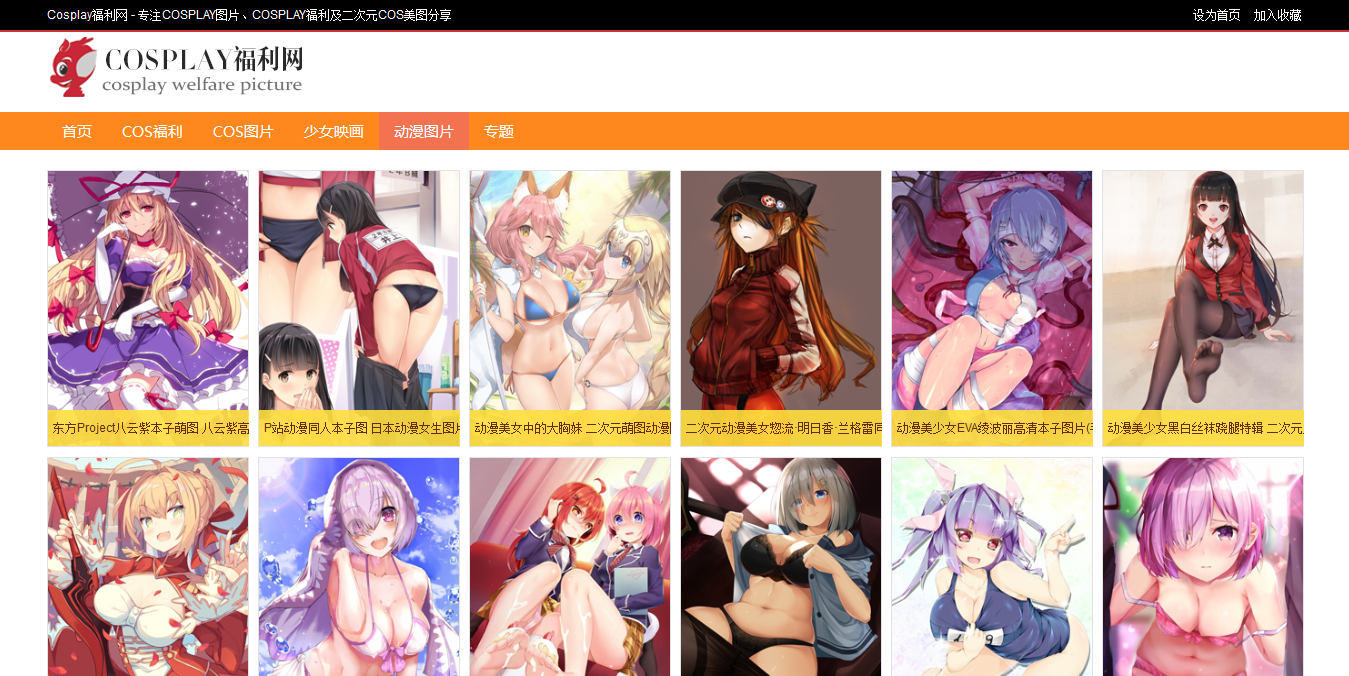 Cosplay福利网 - 专注COSPLAY图片、COSPLAY福利及二次元COS美图分享
设为首页 加入收藏
COSPLAY福利网
cosplay welfare picture
首页 COS福利 COS图片 少女映画 动漫图片 专题
东方Project八云紫本子萌图 八云紫高
P站动漫同人本子图 日本动漫女生图片
动漫美女中的大胸妹 二次元萌图动漫
二次元动漫美女惣流·明日香·兰格雷同
动漫美少女EVA绫波丽高清本子图片(
动漫美少女黑白丝袜跷腿特辑 二次元